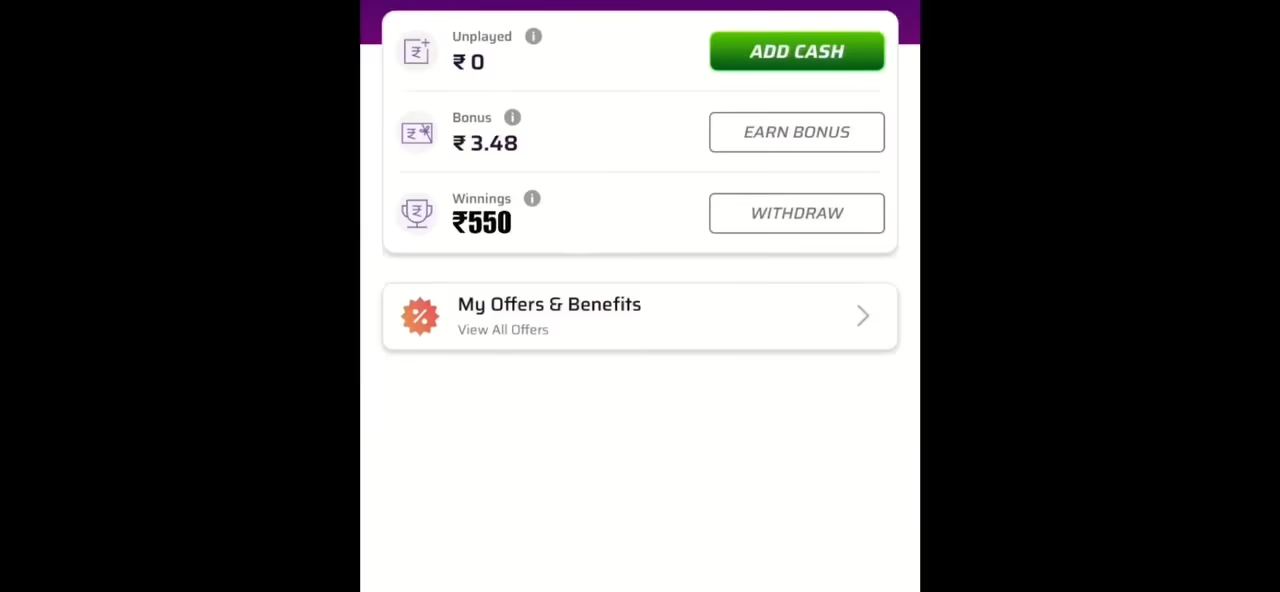 Unplayed
₹ 0
ADD CASH
Bonus
₹ 3.48
EARN BONUS
Winnings
₹550
WITHDRAW
My Offers & Benefits
View All Offers